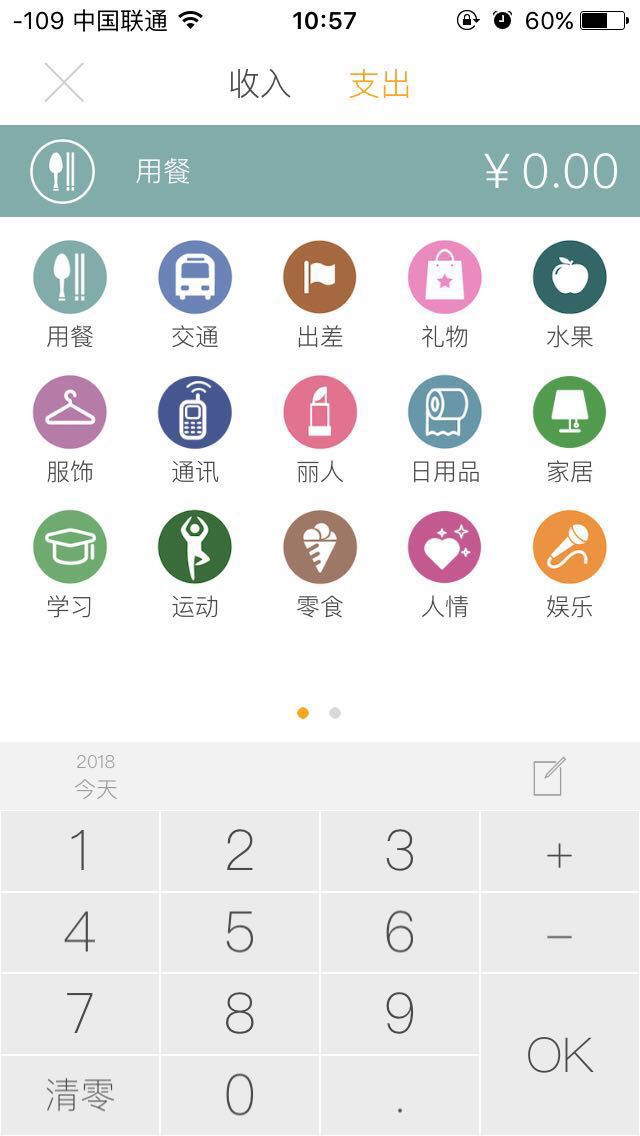 -109 中国联通 10:57 60%
收入 支出
用餐 ¥0.00
用餐 交通 出差 礼物 水果
服饰 通讯 丽人 日用品 家居
学习 运动 零食 人情 娱乐
2018
今天
1 2 3 +
4 5 6 −
7 8 9
OK
清零 0 .